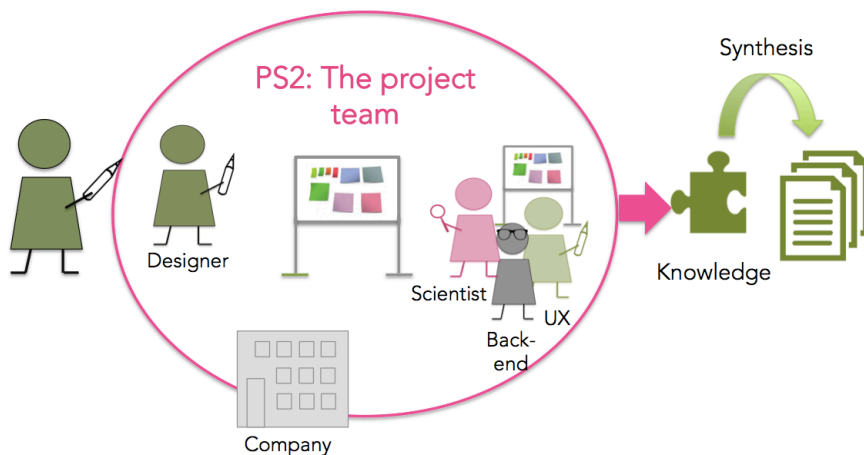 Synthesis
PS2: The project
team
Designer
Scientist
UX
Back-
end
Knowledge
Company